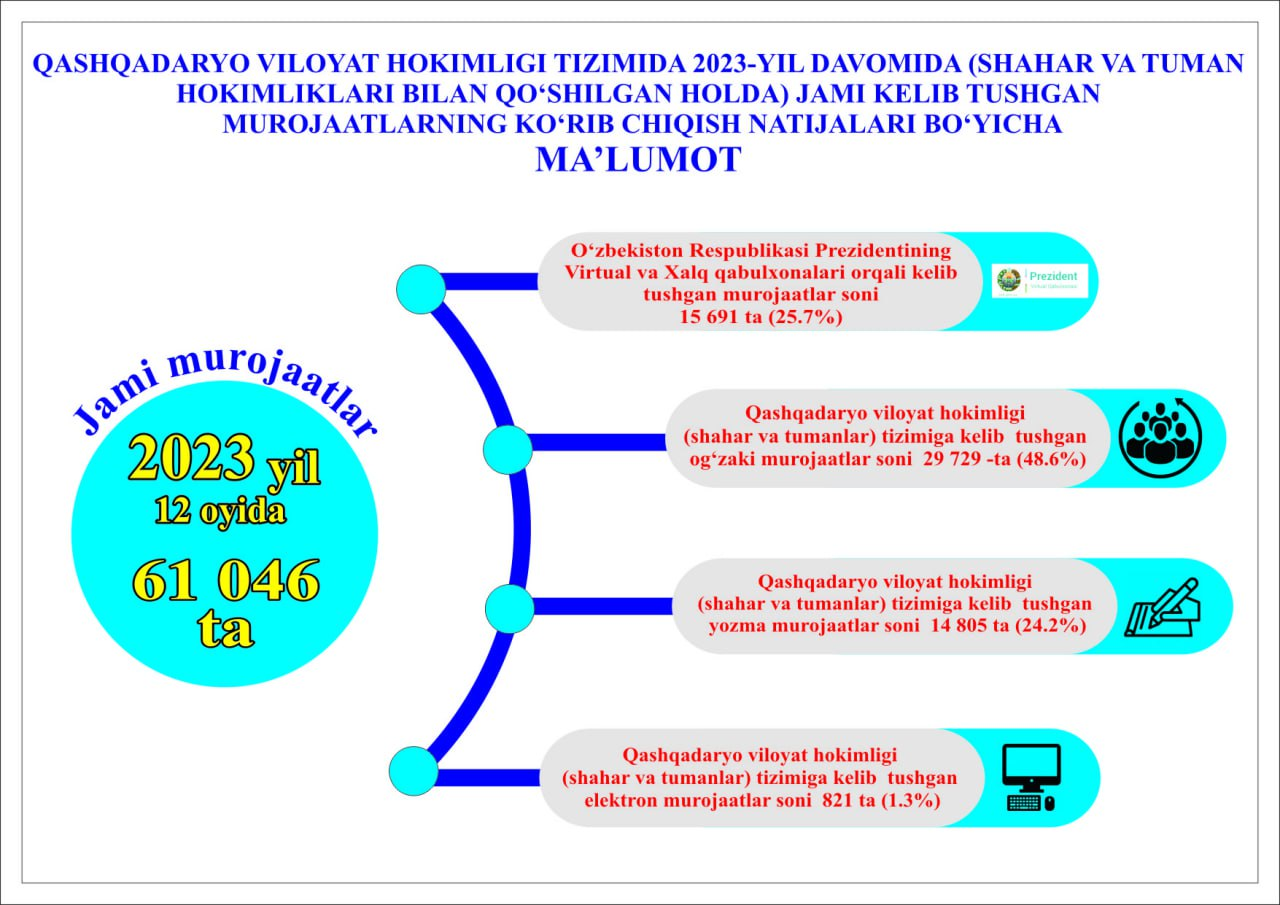 QASHQADARYO VILOYAT HOKIMLIGI TIZIMIDA 2023-YIL DAVOMIDA (SHAHAR VA TUMAN
HOKIMLIKLARI BILAN QO‘SHILGAN HOLDA) JAMI KELIB TUSHGAN
MUROJAATLARNING KO‘RIB CHIQISH NATIJALARI BO‘YICHA
MA’LUMOT
Jami murojaatlar
2023 yil
12 oyida
61 046
ta
O‘zbekiston Respublikasi Prezidentining
Virtual va Xalq qabulxonalari orqali kelib
tushgan murojaatlar soni
15 691 ta (25.7%)
Prezident
Qashqadaryo viloyat hokimligi
(shahar va tumanlar) tizimiga kelib tushgan
og‘zaki murojaatlar soni 29 729 -ta (48.6%)
Qashqadaryo viloyat hokimligi
(shahar va tumanlar) tizimiga kelib tushgan
yozma murojaatlar soni 14 805 ta (24.2%)
Qashqadaryo viloyat hokimligi
(shahar va tumanlar) tizimiga kelib tushgan
elektron murojaatlar soni 821 ta (1.3%)